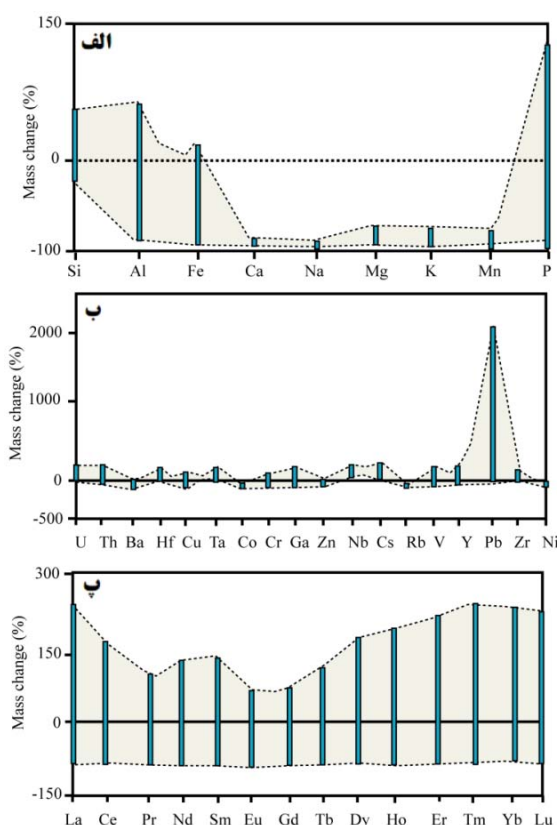 150
الف
Mass change (%)
0
-100
Si Al Fe Ca Na Mg K Mn P
ب
2000
Mass change (%)
1000
0
-500
U Th Ba Hf Cu Ta Co Cr Ga Zn Nb Cs Rb V Y Pb Zr Ni
300
پ
Mass change (%)
150
0
-150
La Ce Pr Nd Sm Eu Gd Tb Dy Ho Er Tm Yb Lu